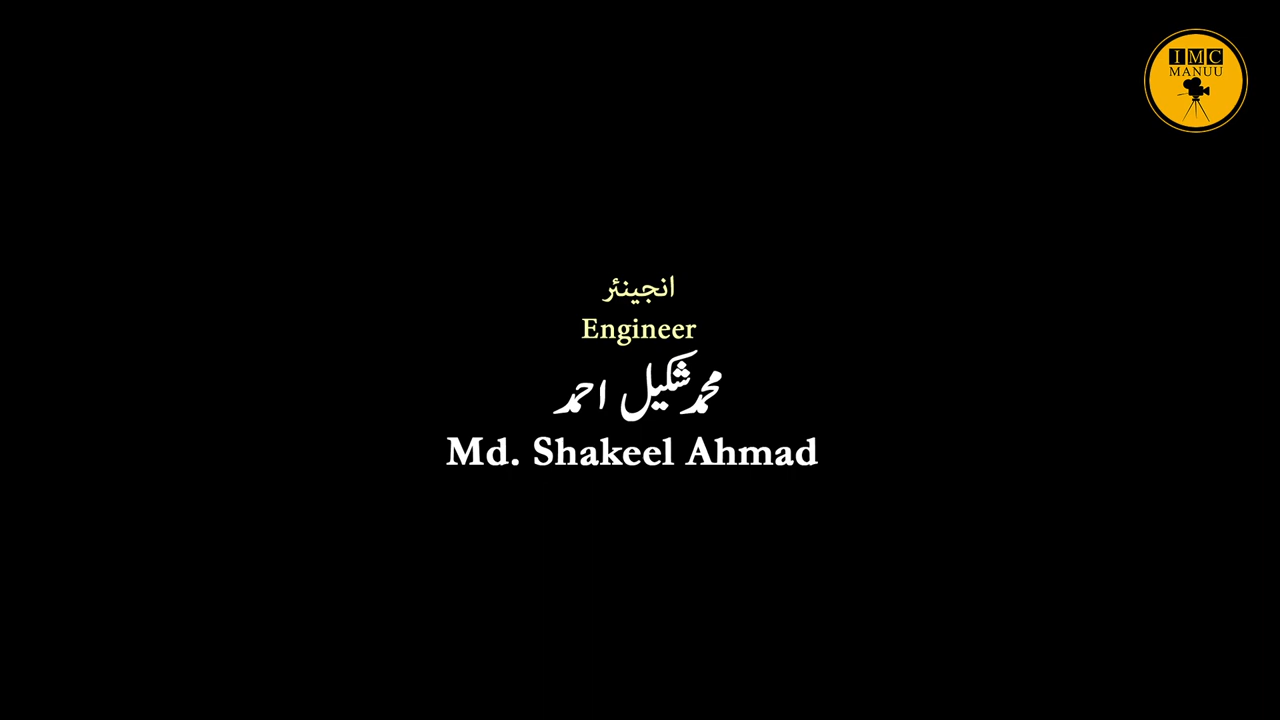 IMC
MANUU
انجینئر
Engineer
محمد شکیل احمد
Md. Shakeel Ahmad